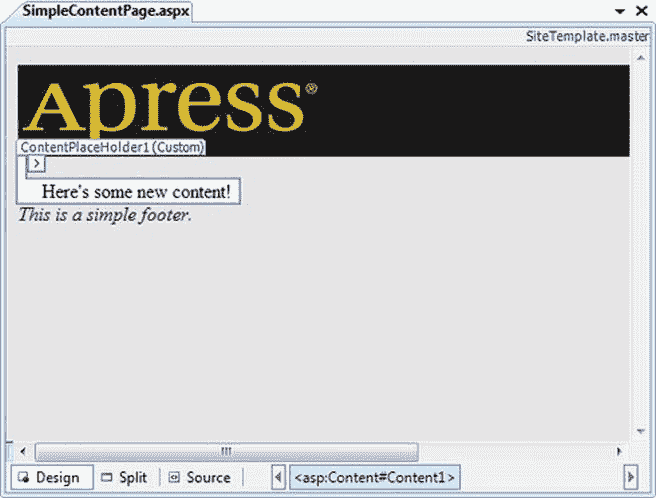 SimpleContentPage.aspx
SiteTemplate.master
Apress®
ContentPlaceHolder1 (Custom)
Here's some new content!
This is a simple footer.
Design Split Source <asp:Content#Content1>